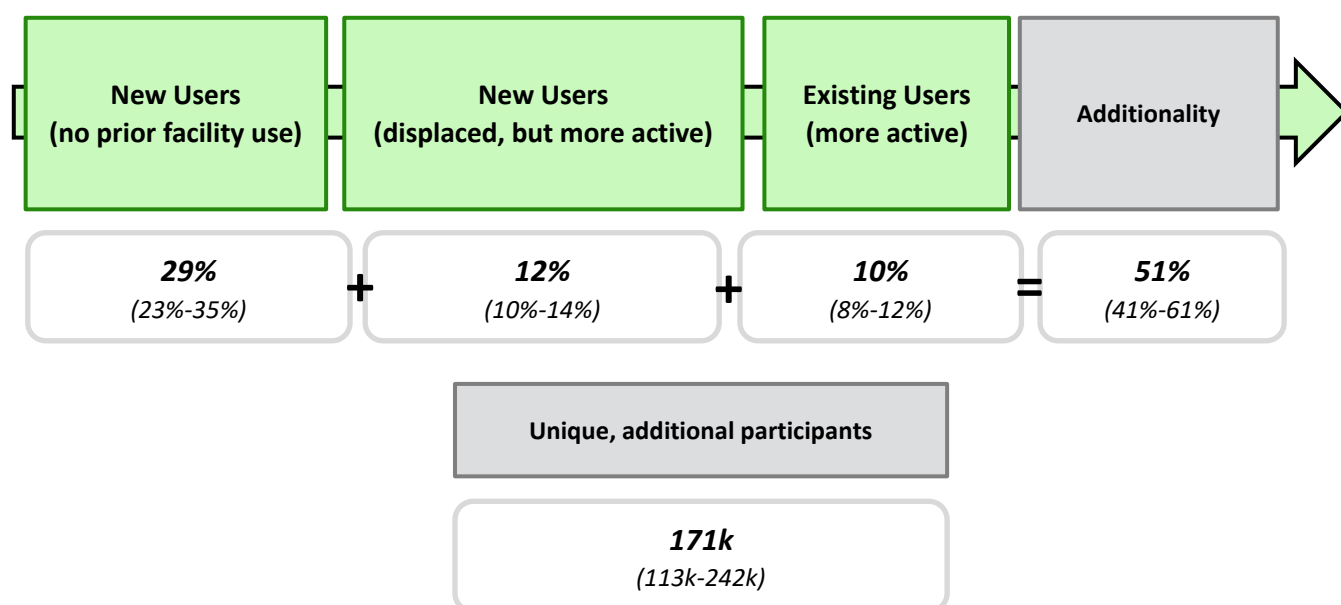 New Users
(no prior facility use)
New Users
(displaced, but more active)
Existing Users
(more active)
Additionality
29%
(23%-35%)
+
12%
(10%-14%)
+
10%
(8%-12%)
=
51%
(41%-61%)
Unique, additional participants
171k
(113k-242k)